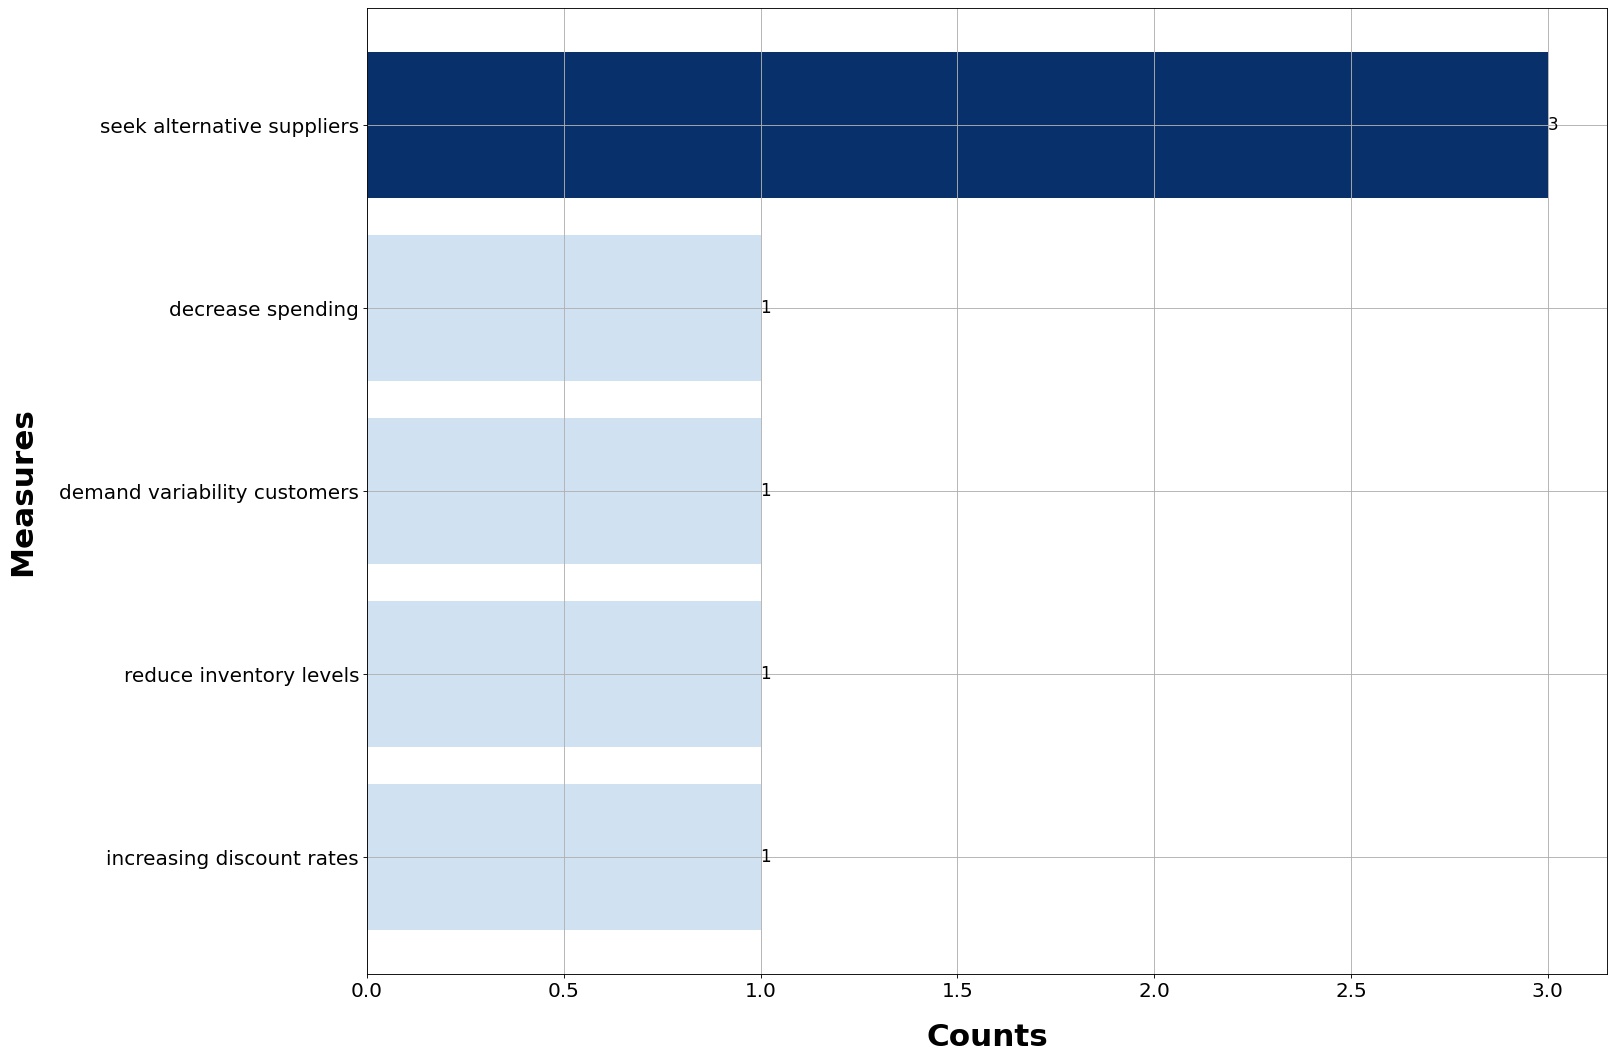 Measures
seek alternative suppliers
3
decrease spending
1
demand variability customers
1
reduce inventory levels
1
increasing discount rates
1
0.0 0.5 1.0 1.5 2.0 2.5 3.0
Counts